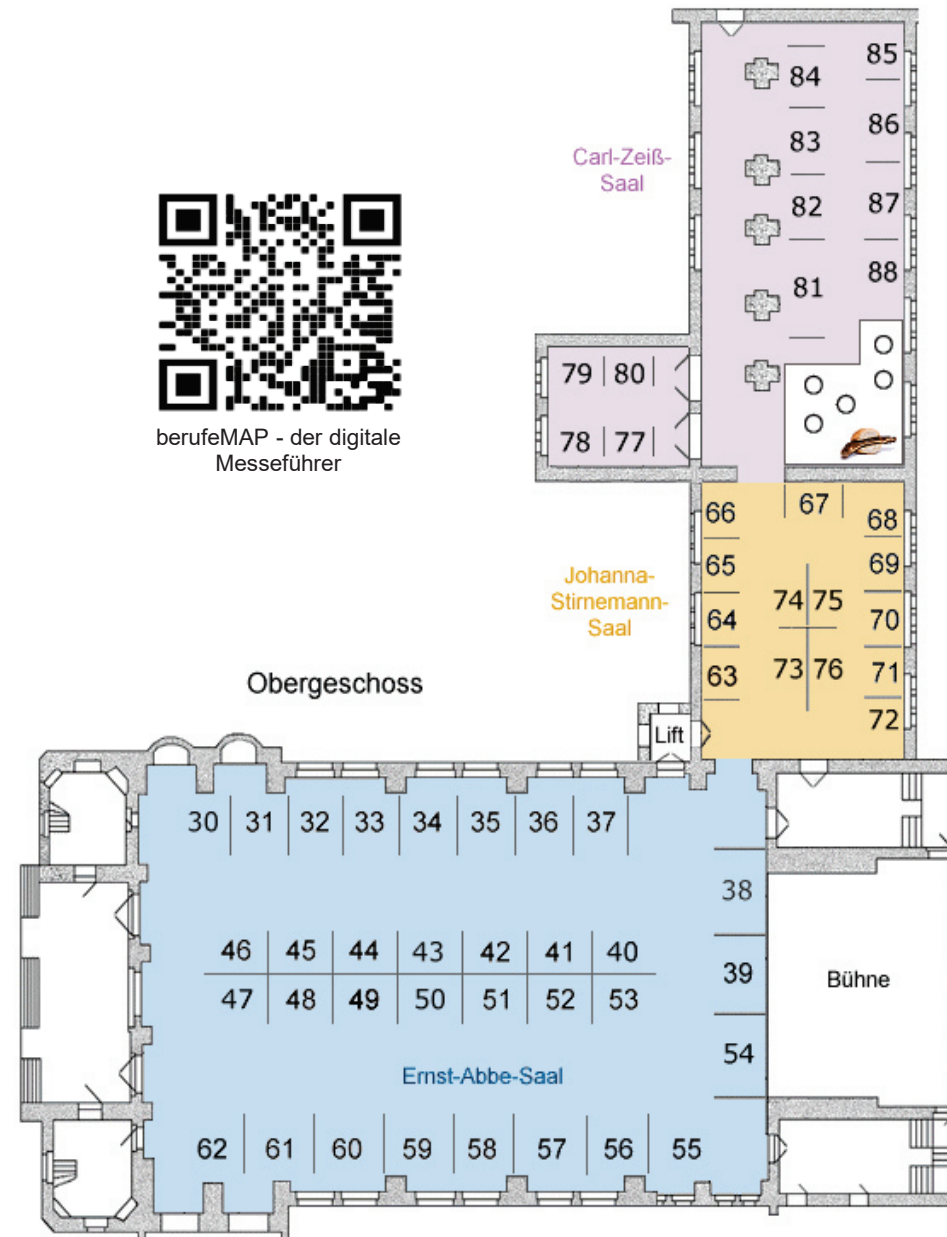 85
84
86
83
Carl-Zeiß-
Saal
82
87
88
81
79 80
78 77
berufeMAP - der digitale
Messeführer
66 67 68
65 69
Johanna-
Stirnemann-
Saal
74 75
64 70
63 73 76 71
72
Obergeschoss
Lift
30 31 32 33 34 35 36 37
38
46 45 44 43 42 41 40
39
Bühne
47 48 49 50 51 52 53
54
Ernst-Abbe-Saal
62 61 60 59 58 57 56 55